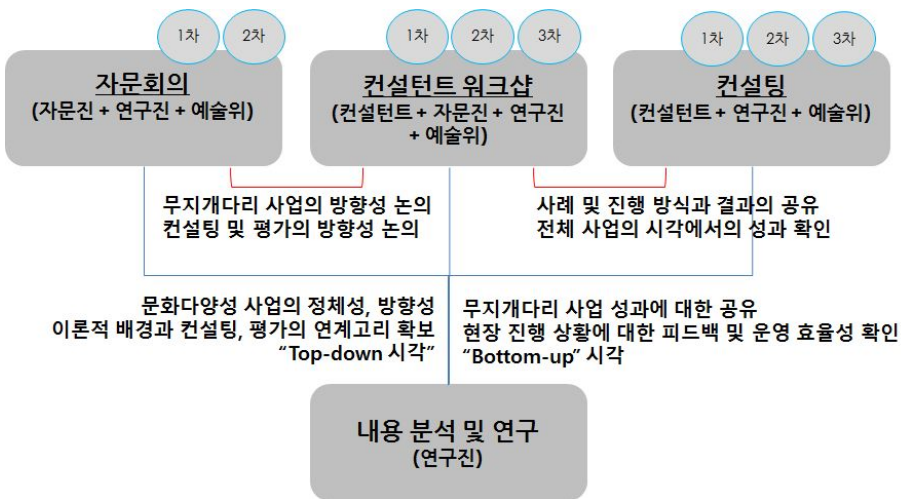 1차
2차
자문회의
(자문진 + 연구진 + 예술위)
1차
2차
3차
컨설턴트 워크샵
(컨설턴트 + 자문진 + 연구진
+ 예술위)
1차
2차
3차
컨설팅
(컨설턴트 + 연구진 + 예술위)
무지개다리 사업의 방향성 논의
컨설팅 및 평가의 방향성 논의
사례 및 진행 방식과 결과의 공유
전체 사업의 시각에서의 성과 확인
문화다양성 사업의 정체성, 방향성
이론적 배경과 컨설팅, 평가의 연계고리 확보
“Top-down 시각”
무지개다리 사업 성과에 대한 공유
현장 진행 상황에 대한 피드백 및 운영 효율성 확인
“Bottom-up” 시각
내용 분석 및 연구
(연구진)